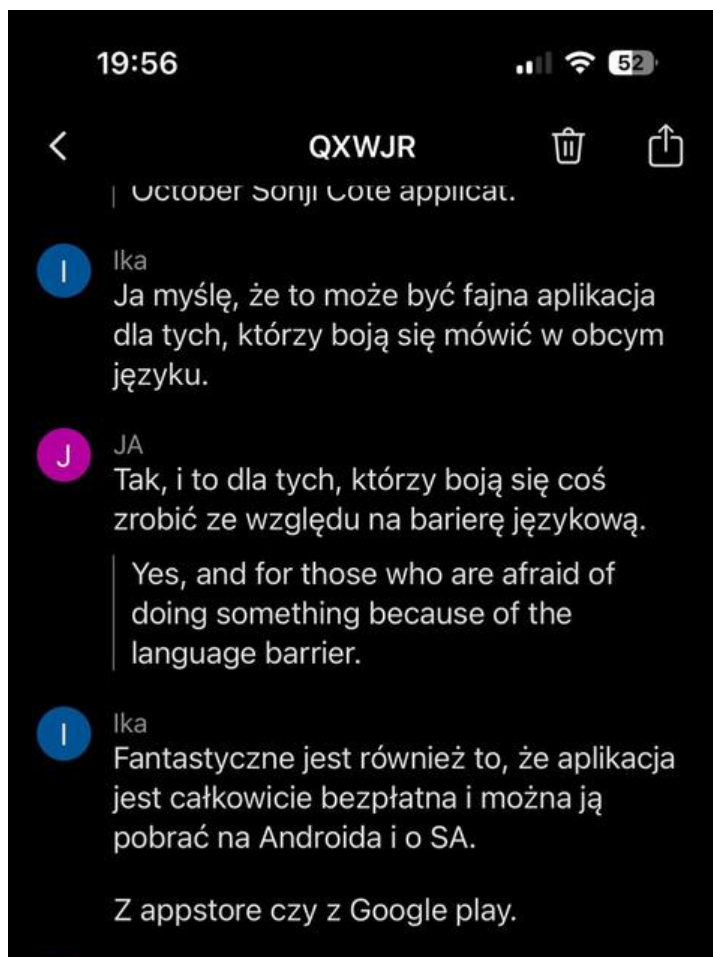 19:56
52
QXWJR
October Sonji Cote applicat.
I
Ika
Ja myślę, że to może być fajna aplikacja
dla tych, którzy boją się mówić w obcym
języku.
J
JA
Tak, i to dla tych, którzy boją się coś
zrobić ze względu na barierę językową.
Yes, and for those who are afraid of
doing something because of the
language barrier.
I
Ika
Fantastyczne jest również to, że aplikacja
jest całkowicie bezpłatna i można ją
pobrać na Androida i o SA.
Z appstore czy z Google play.